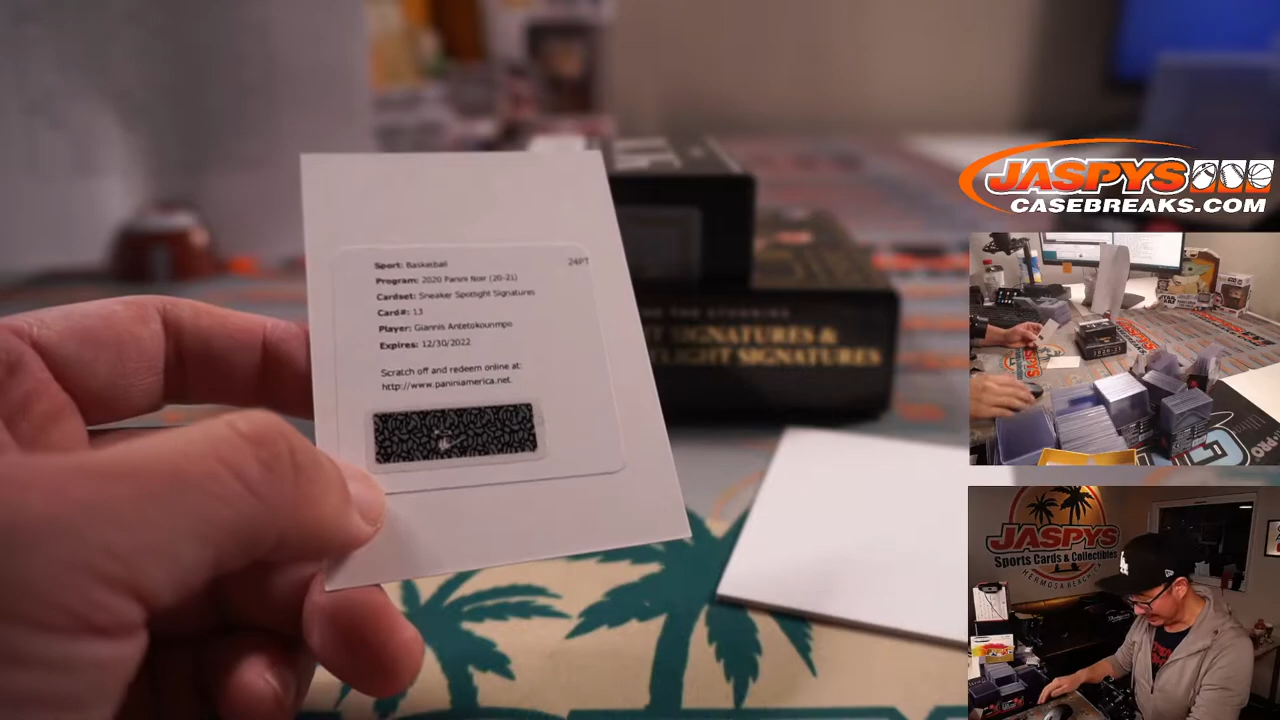 Sport: Basketball
24PT
Program: 2020 Panini Noir (20-21)
Cardset: Sneaker Spotlight Signatures
Card#: 13
Player: Giannis Antetokounmpo
Expires: 12/30/2022
Scratch off and redeem online at:
http://www.paniniamerica.net.
SIGNATURES &
SIGNATURES
JASPYS
CASEBREAKS.COM
JASPYS
Sports Cards & Collectibles
HERMOSA BEACH, CA